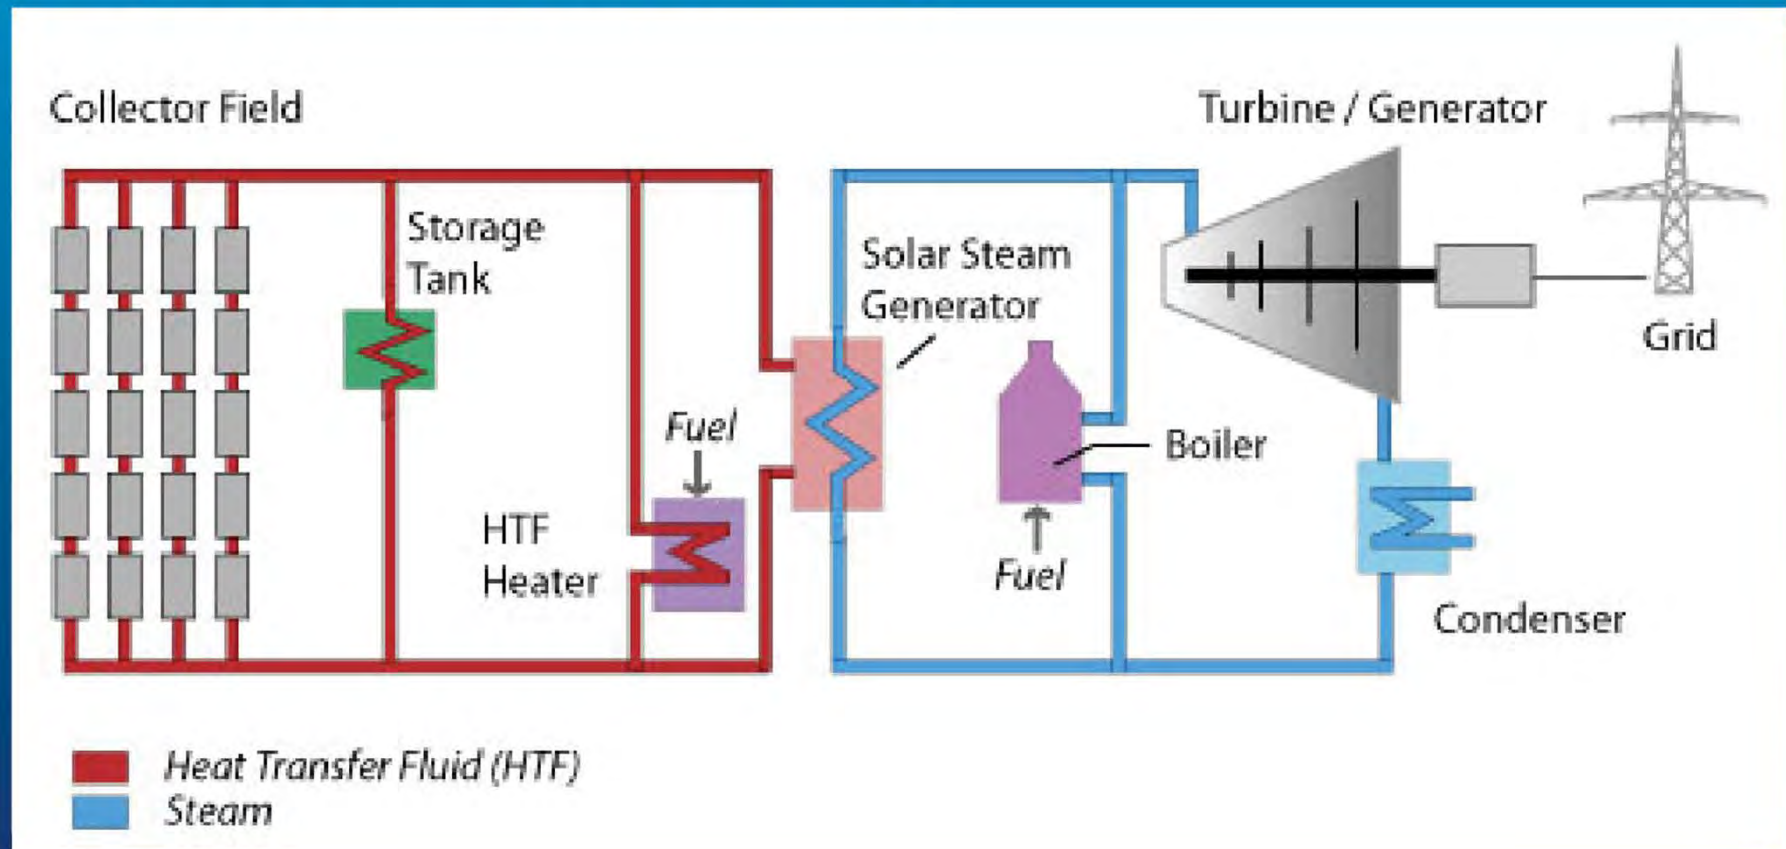 Collector Field
Turbine / Generator
Storage
Tank
Solar Steam
Generator
Grid
Fuel
Boiler
HTF
Heater
Fuel
Condenser
Heat Transfer Fluid (HTF)
Steam